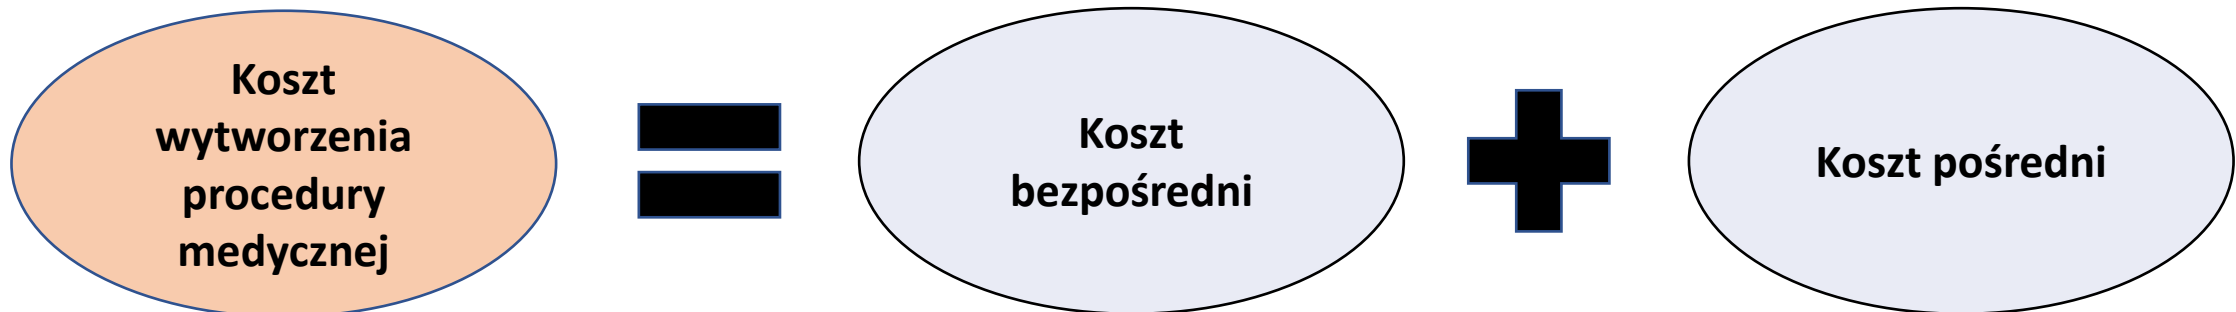 Koszt
wytworzenia
procedury
medycznej
Koszt
bezpośredni
Koszt pośredni